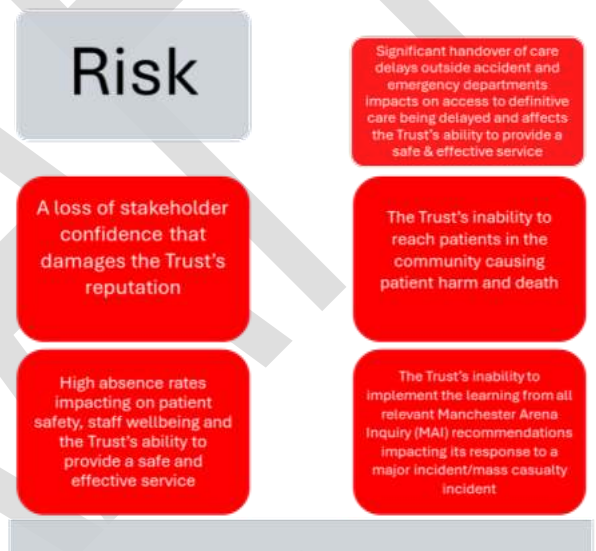 Risk
Significant handover of care
delays outside accident and
emergency departments
impacts on access to definitive
care being delayed and affects
the Trust's ability to provide a
safe & effective service
A loss of stakeholder
confidence that
damages the Trust's
reputation
The Trust's inability to
reach patients in the
community causing
patient harm and death
High absence rates
impacting on patient
safety, staff wellbeing and
the Trust's ability to
provide a safe and
effective service
The Trust's inability to
implement the learning from all
relevant Manchester Arena
Inquiry (MAI) recommendations
impacting its response to a
major incident/mass casualty
incident